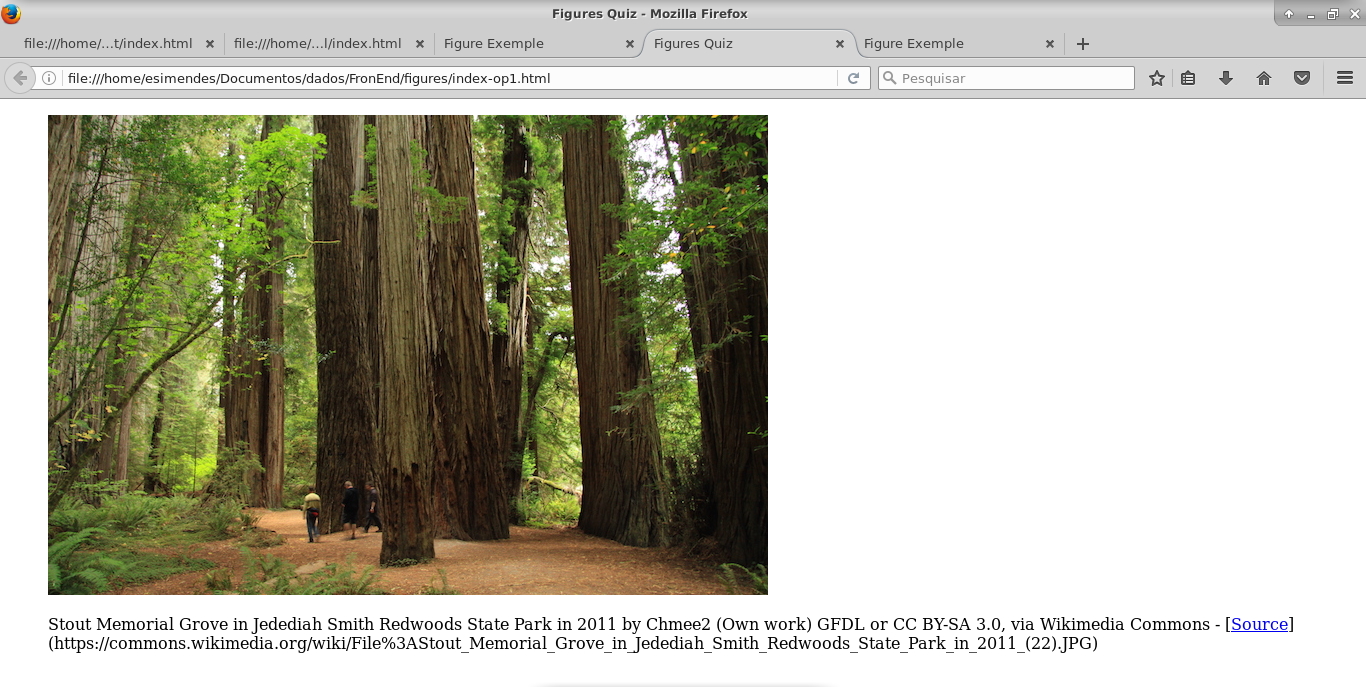 Figures Quiz - Mozilla Firefox
file:///home/...t/index.html
file:///home/...l/index.html
Figure Exemple
Figures Quiz
Figure Exemple
file:///home/esimendes/Documentos/dados/FronEnd/figures/index-op1.html
Pesquisar
Stout Memorial Grove in Jedediah Smith Redwoods State Park in 2011 by Chmee2 (Own work) GFDL or CC BY-SA 3.0, via Wikimedia Commons - [Source]
(https://commons.wikimedia.org/wiki/File%3AStout_Memorial_Grove_in_Jedediah_Smith_Redwoods_State_Park_in_2011_(22).JPG)